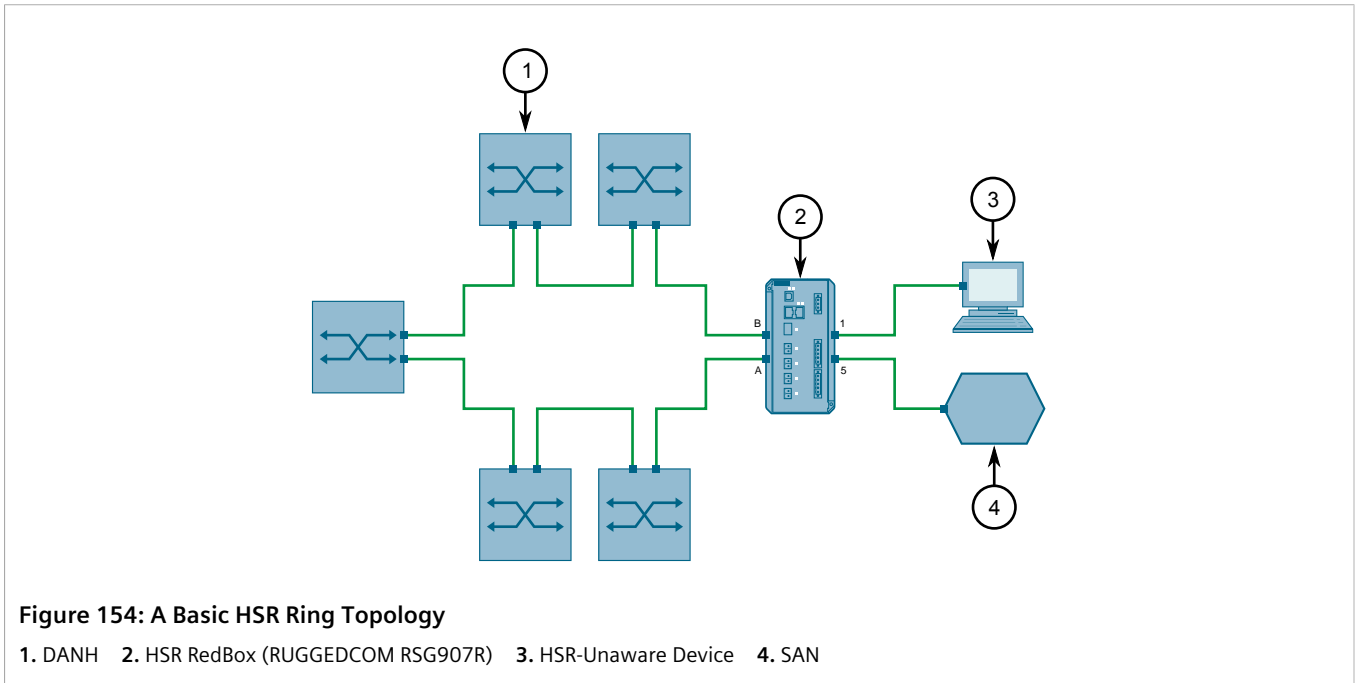 1
2
3
B
1
A
5
4
Figure 154: A Basic HSR Ring Topology
1. DANH 2. HSR RedBox (RUGGEDCOM RSG907R) 3. HSR-Unaware Device 4. SAN